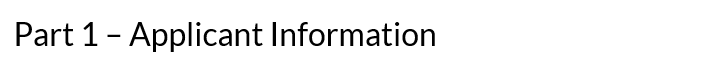 Part 1 – Applicant Information